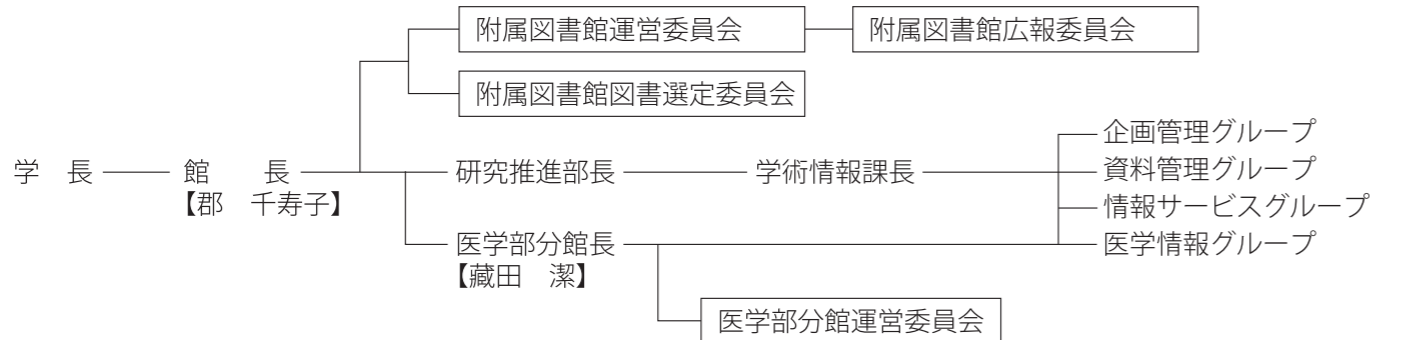 附属図書館運営委員会 附属図書館広報委員会
附属図書館図書選定委員会
企画管理グループ
学　長 館　　長 研究推進部長 学術情報課長 資料管理グループ
【郡　千寿子】 情報サービスグループ
医学部分館長 医学情報グループ
【藏田　潔】
医学部分館運営委員会